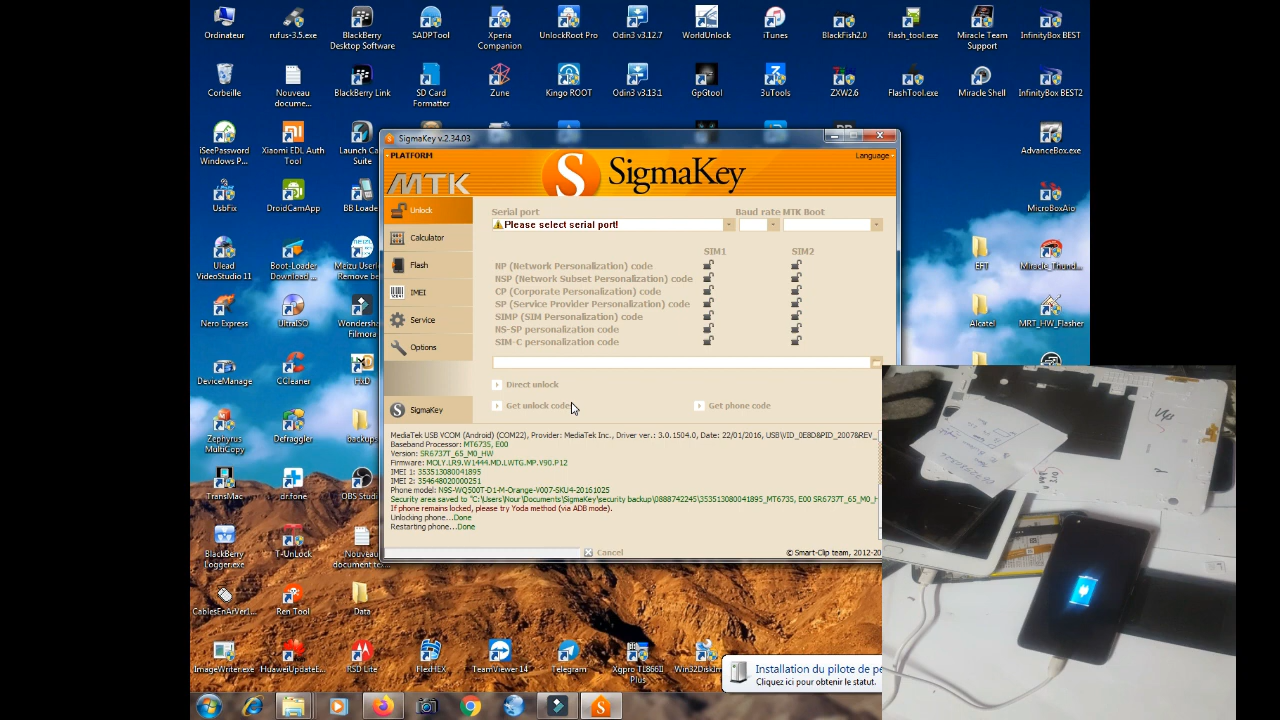 Ordinateur
rufus-3.5.exe
BlackBerry
Desktop Software
SADPTool
Xperia
Companion
UnlockRoot Pro
Odin3 v3.12.7
WorldUnlock
iTunes
BlackFish2.0
flash_tool.exe
Miracle Team
Support
InfinityBox BEST
Corbeille
Nouveau
docume...
BlackBerry Link
SD Card
Formatter
Zune
Kingo ROOT
Odin3 v3.13.1
GpGtool
3uTools
ZXW2.6
FlashTool.exe
Miracle Shell
InfinityBox BEST2
iSeePassword
Windows P...
Xiaomi EDL Auth
Tool
Launch Ca
Suite
AdvanceBox.exe
UsbFix
DroidCamApp
BB Loade
MicroBoxAio
Ulead
VideoStudio 11
Boot-Loader
Download ...
Meizu Userl
Remove be
EFT
Miracle_Thund...
Nero Express
UltraISO
Wondersha
Filmora
Alcatel
MRT_HW_Flasher
DeviceManage
CCleaner
HxD
Zephyrus
MultiCopy
Defraggler
backups
TransMac
dr.fone
OBS Studi
BlackBerry
Logger.exe
T-UnLock
Nouveau
document tex...
CablesEnArVer1...
Ren Tool
Data
ImageWriter.exe
HuaweiUpdateE...
RSD Lite
FlexHEX
TeamViewer 14
Telegram
Xgpro TL866II
Plus
Win32DiskIm
SigmaKey v.2.34.03
PLATFORM
Language
MTK
S
SigmaKey
Unlock
Calculator
Flash
IMEI
Service
Options
SigmaKey
Serial port
Baud rate
MTK Boot
Please select serial port!
SIM1
SIM2
NP (Network Personalization) code
NSP (Network Subset Personalization) code
CP (Corporate Personalization) code
SP (Service Provider Personalization) code
SIMP (SIM Personalization) code
NS-SP personalization code
SIM-C personalization code
Direct unlock
Get unlock code
Get phone code
MediaTek USB VCOM (Android) (COM22), Provider: MediaTek Inc., Driver ver.: 3.0.1504.0, Date: 22/01/2016, USB\VID_0E8D&PID_2007&REV_
Baseband Processor: MT6735, E00
Version: SR6737T_65_M0_HW
Firmware: MOLY.LR9.W1444.MD.LWTG.MP.V90.P12
IMEI 1: 353513080041895
IMEI 2: 354648020000251
Phone model: N9S-WQ500T-D1-M-Orange-V007-SKU4-20161025
Security area saved to "C:\Users\Nour\Documents\SigmaKey\security backup\0888742245\353513080041895_MT6735, E00 SR6737T_65_M0_H
If phone remains locked, please try Yoda method (via ADB mode).
Unlocking phone...Done
Restarting phone...Done
Cancel
© Smart-Clip team, 2012-20
Installation du pilote de pé
Cliquez ici pour obtenir le statut.